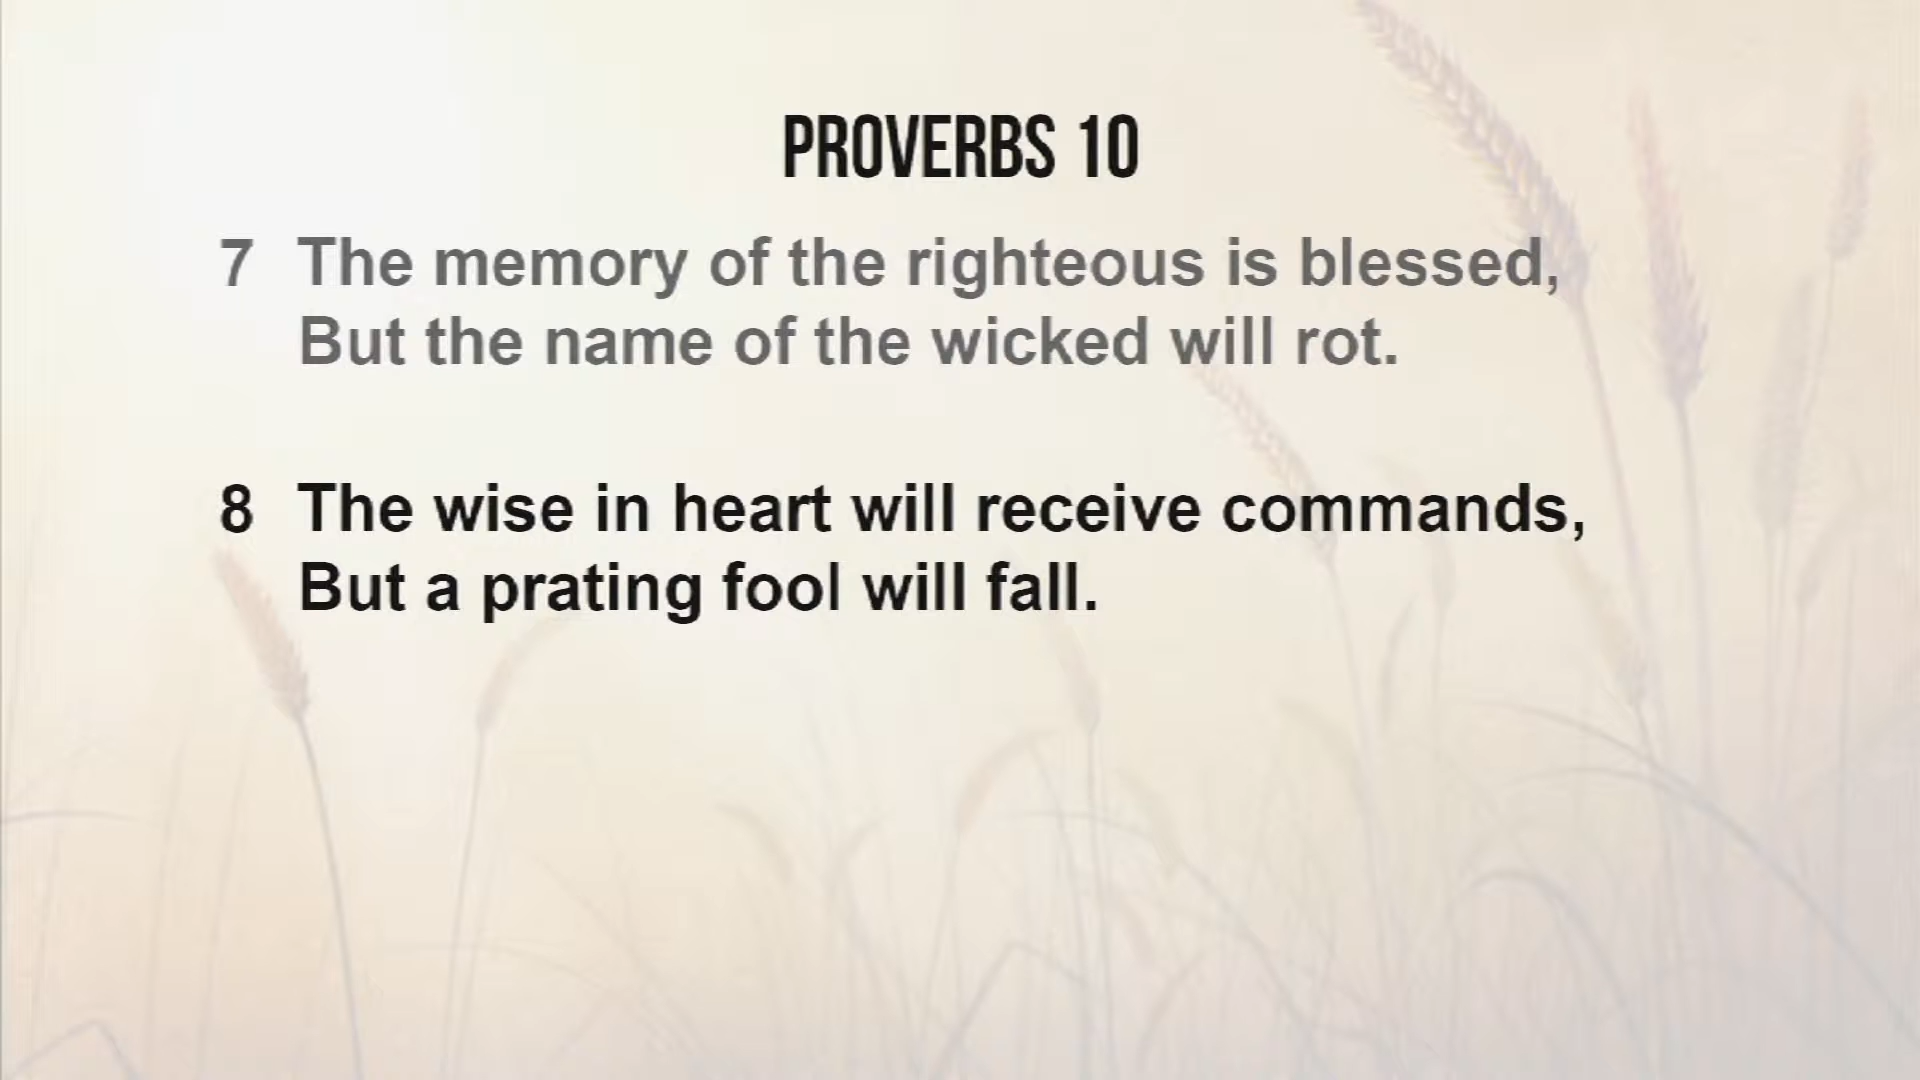 PROVERBS 10
7 The memory of the righteous is blessed,
But the name of the wicked will rot.
8 The wise in heart will receive commands,
But a prating fool will fall.